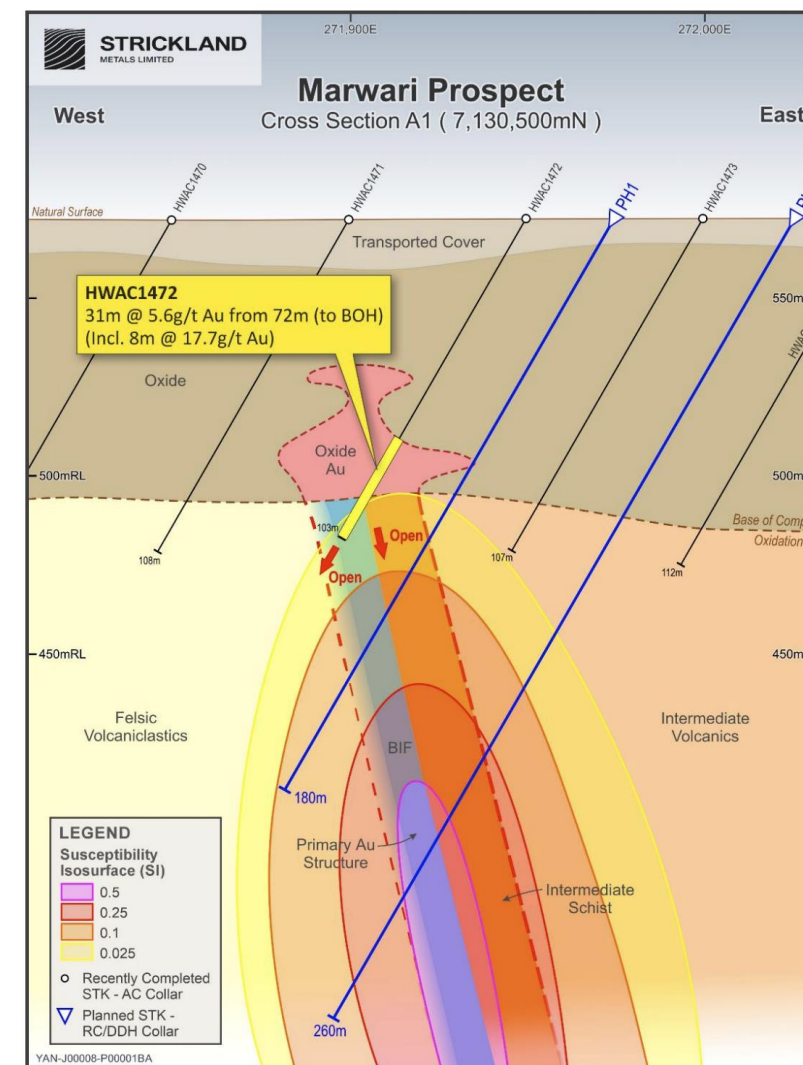 STRICKLAND
METALS LIMITED
271,900E
272,000E
Marwari Prospect
Cross Section A1 ( 7,130,500mN )
West
East
HWAC1470
HWAC1471
HWAC1472
PH1
HWAC1473
Natural Surface
Transported Cover
HWAC1472
31m @ 5.6g/t Au from 72m (to BOH)
(Incl. 8m @ 17.7g/t Au)
550m
Oxide
Oxide
Au
500mRL
500m
Base of Comp
Oxidation
103m
108m
107m
112m
Open
Open
450mRL
450m
Felsic
Volcaniclastics
Intermediate
Volcanics
BIF
180m
Primary Au
Structure
Intermediate
Schist
260m
LEGEND
Susceptibility
Isosurface (SI)
0.5
0.25
0.1
0.025
Recently Completed
STK - AC Collar
Planned STK -
RC/DDH Collar
YAN-J00008-P00001BA